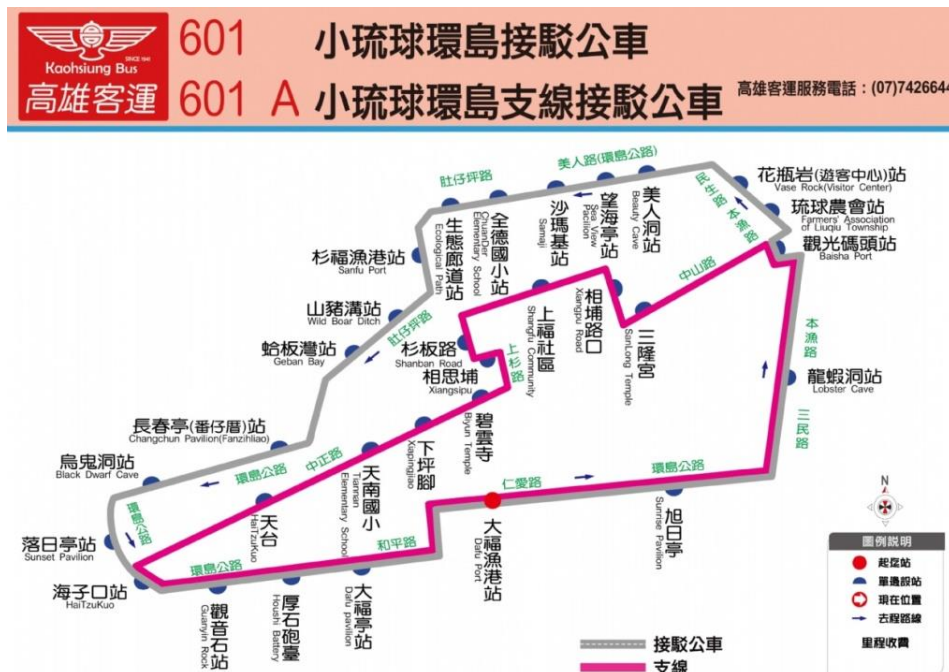 SINCE 1941
Kaohsiung Bus
高雄客運
601 小琉球環島接駁公車
601 A 小琉球環島支線接駁公車
高雄客運服務電話：(07)7426644
美人路(環島公路)
肚仔坪路
民生路
本漁路
花瓶岩(遊客中心)站
Vase Rock(Visitor Center)
琉球農會站
Farmers' Association
of Liuqiu Township
觀光碼頭站
Baisha Port
美人洞站
Beauty Cave
望海亭站
Sea View
Pacilion
沙瑪基站
Samaji
全德國小站
ChuanDer
Elementary School
生態廊道站
Ecological Path
杉福漁港站
Sanfu Port
山豬溝站
Wild Boar Ditch
肚仔坪路
蛤板灣站
Geban Bay
杉板路
Shanban Road
相思埔
Xiangsipu
上杉路
上福社區
Shangfu Community
相埔路口
Xiangpu Road
三隆宮
SanLong Temple
中山路
本漁路
龍蝦洞站
Lobster Cave
三民路
長春亭(番仔厝)站
Changchun Pavilion(Fanzihliao)
烏鬼洞站
Black Dwarf Cave
環島公路
中正路
碧雲寺
Biyun Temple
下坪腳
Xiapingjiao
天南國小
Tiannan
Elementary School
天台
HaiTzuKuo
環島公路
落日亭站
Sunset Pavilion
海子口站
HaiTzuKuo
環島公路
和平路
仁愛路
環島公路
觀音石站
Guanyin Rock
厚石砲臺
Houshi Battery
大福亭站
Dafu pavilion
大福漁港站
Dafu Port
旭日亭
Sunrise Pavilion
N
圖例說明
起訖站
單邊設站
現在位置
去程路線
里程收費
接駁公車
支線